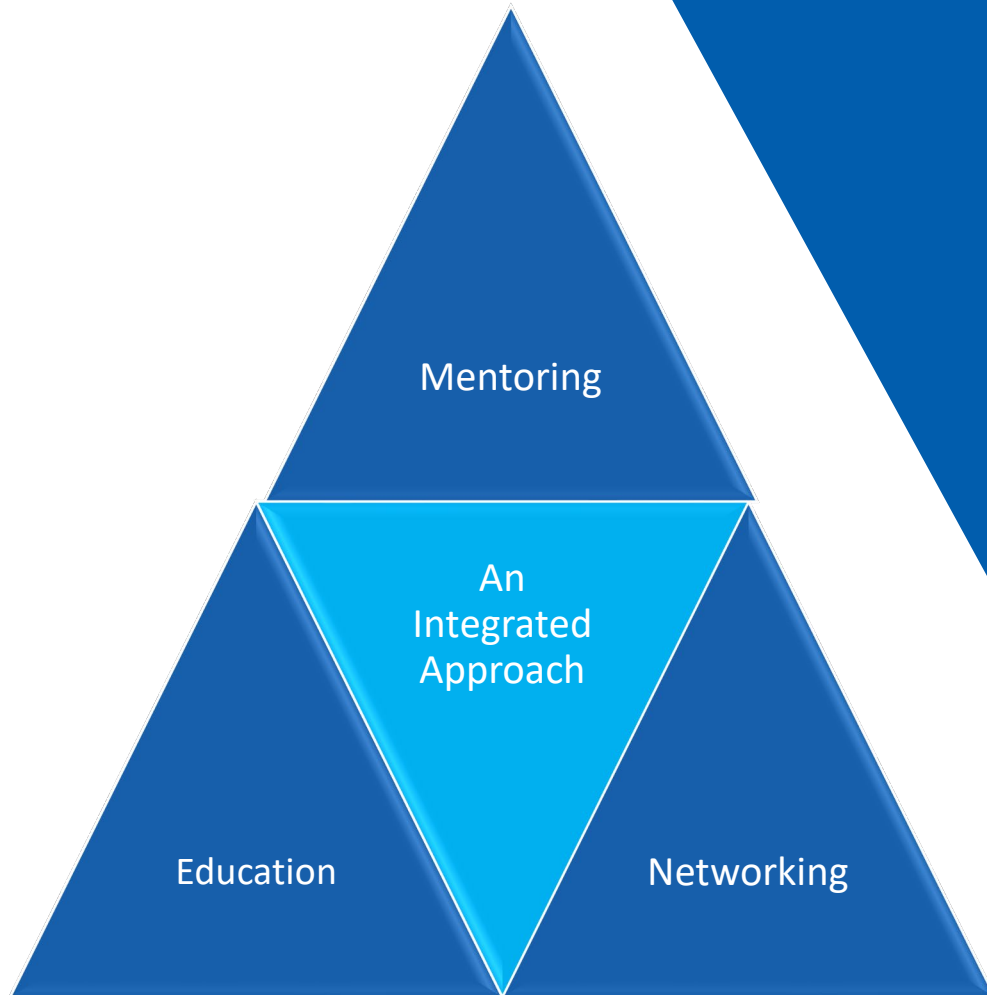 Mentoring
An
Integrated
Approach
Education
Networking